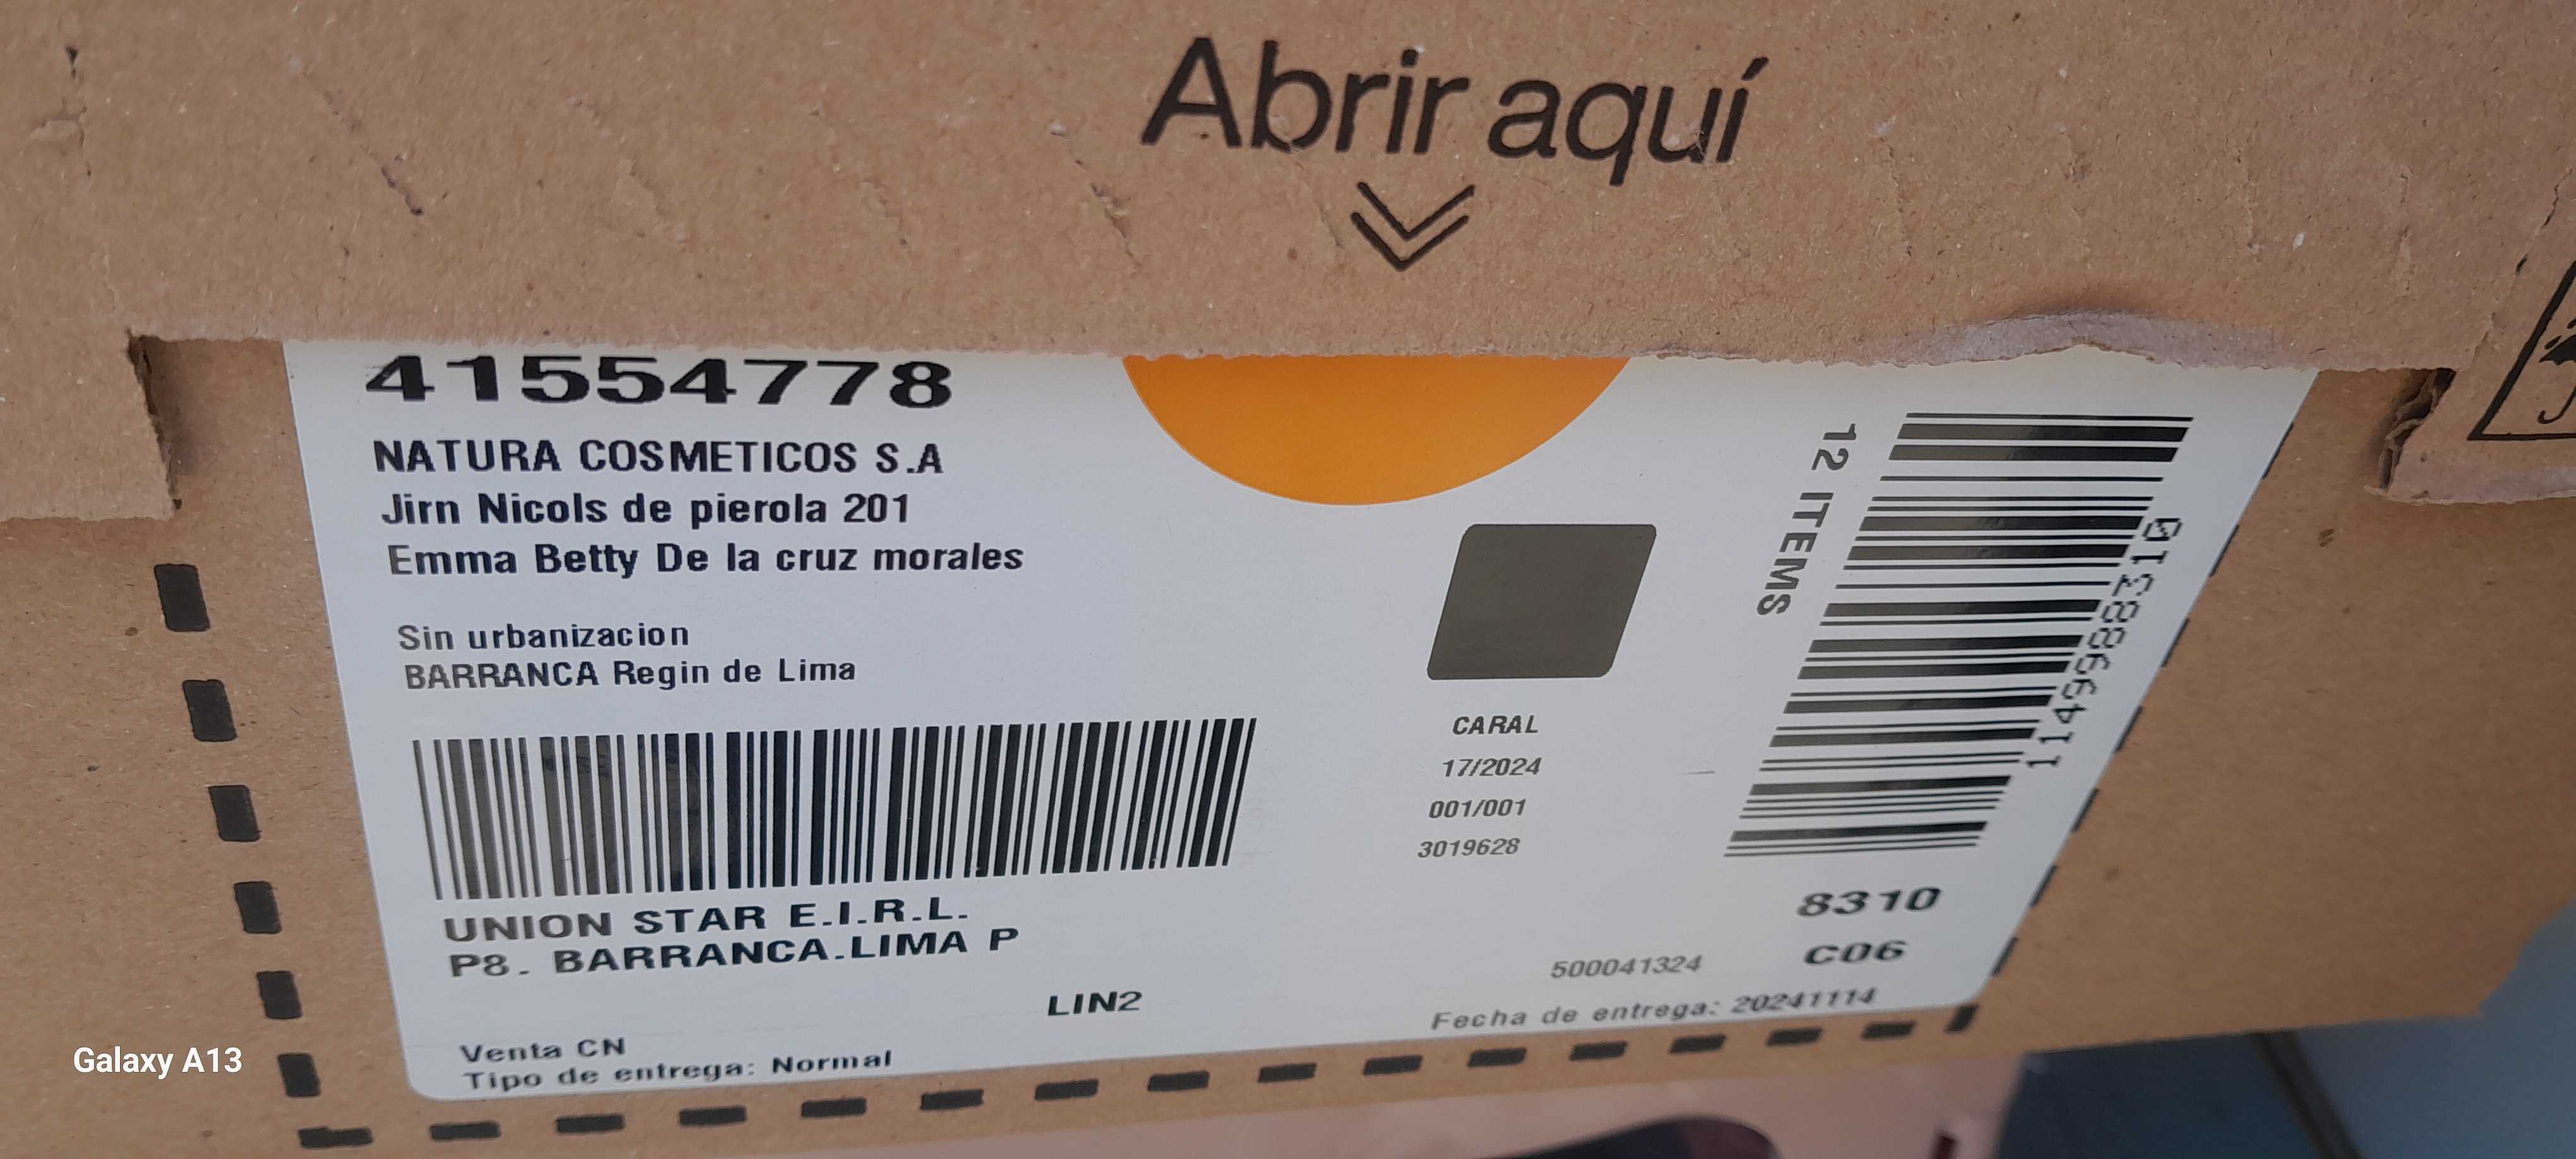 Abrir aquí
41554778
NATURA COSMETICOS S.A
Jirn Nicols de pierola 201
Emma Betty De la cruz morales
Sin urbanizacion
BARRANCA Regin de Lima
UNION STAR E.I.R.L.
P8. BARRANCA.LIMA P
LIN2
Venta CN
Tipo de entrega: Normal
CARAL
17/2024
001/001
3019628
12 ITEMS
0138899411
8310
C06
500041324
Fecha de entrega: 20241114
Galaxy A13